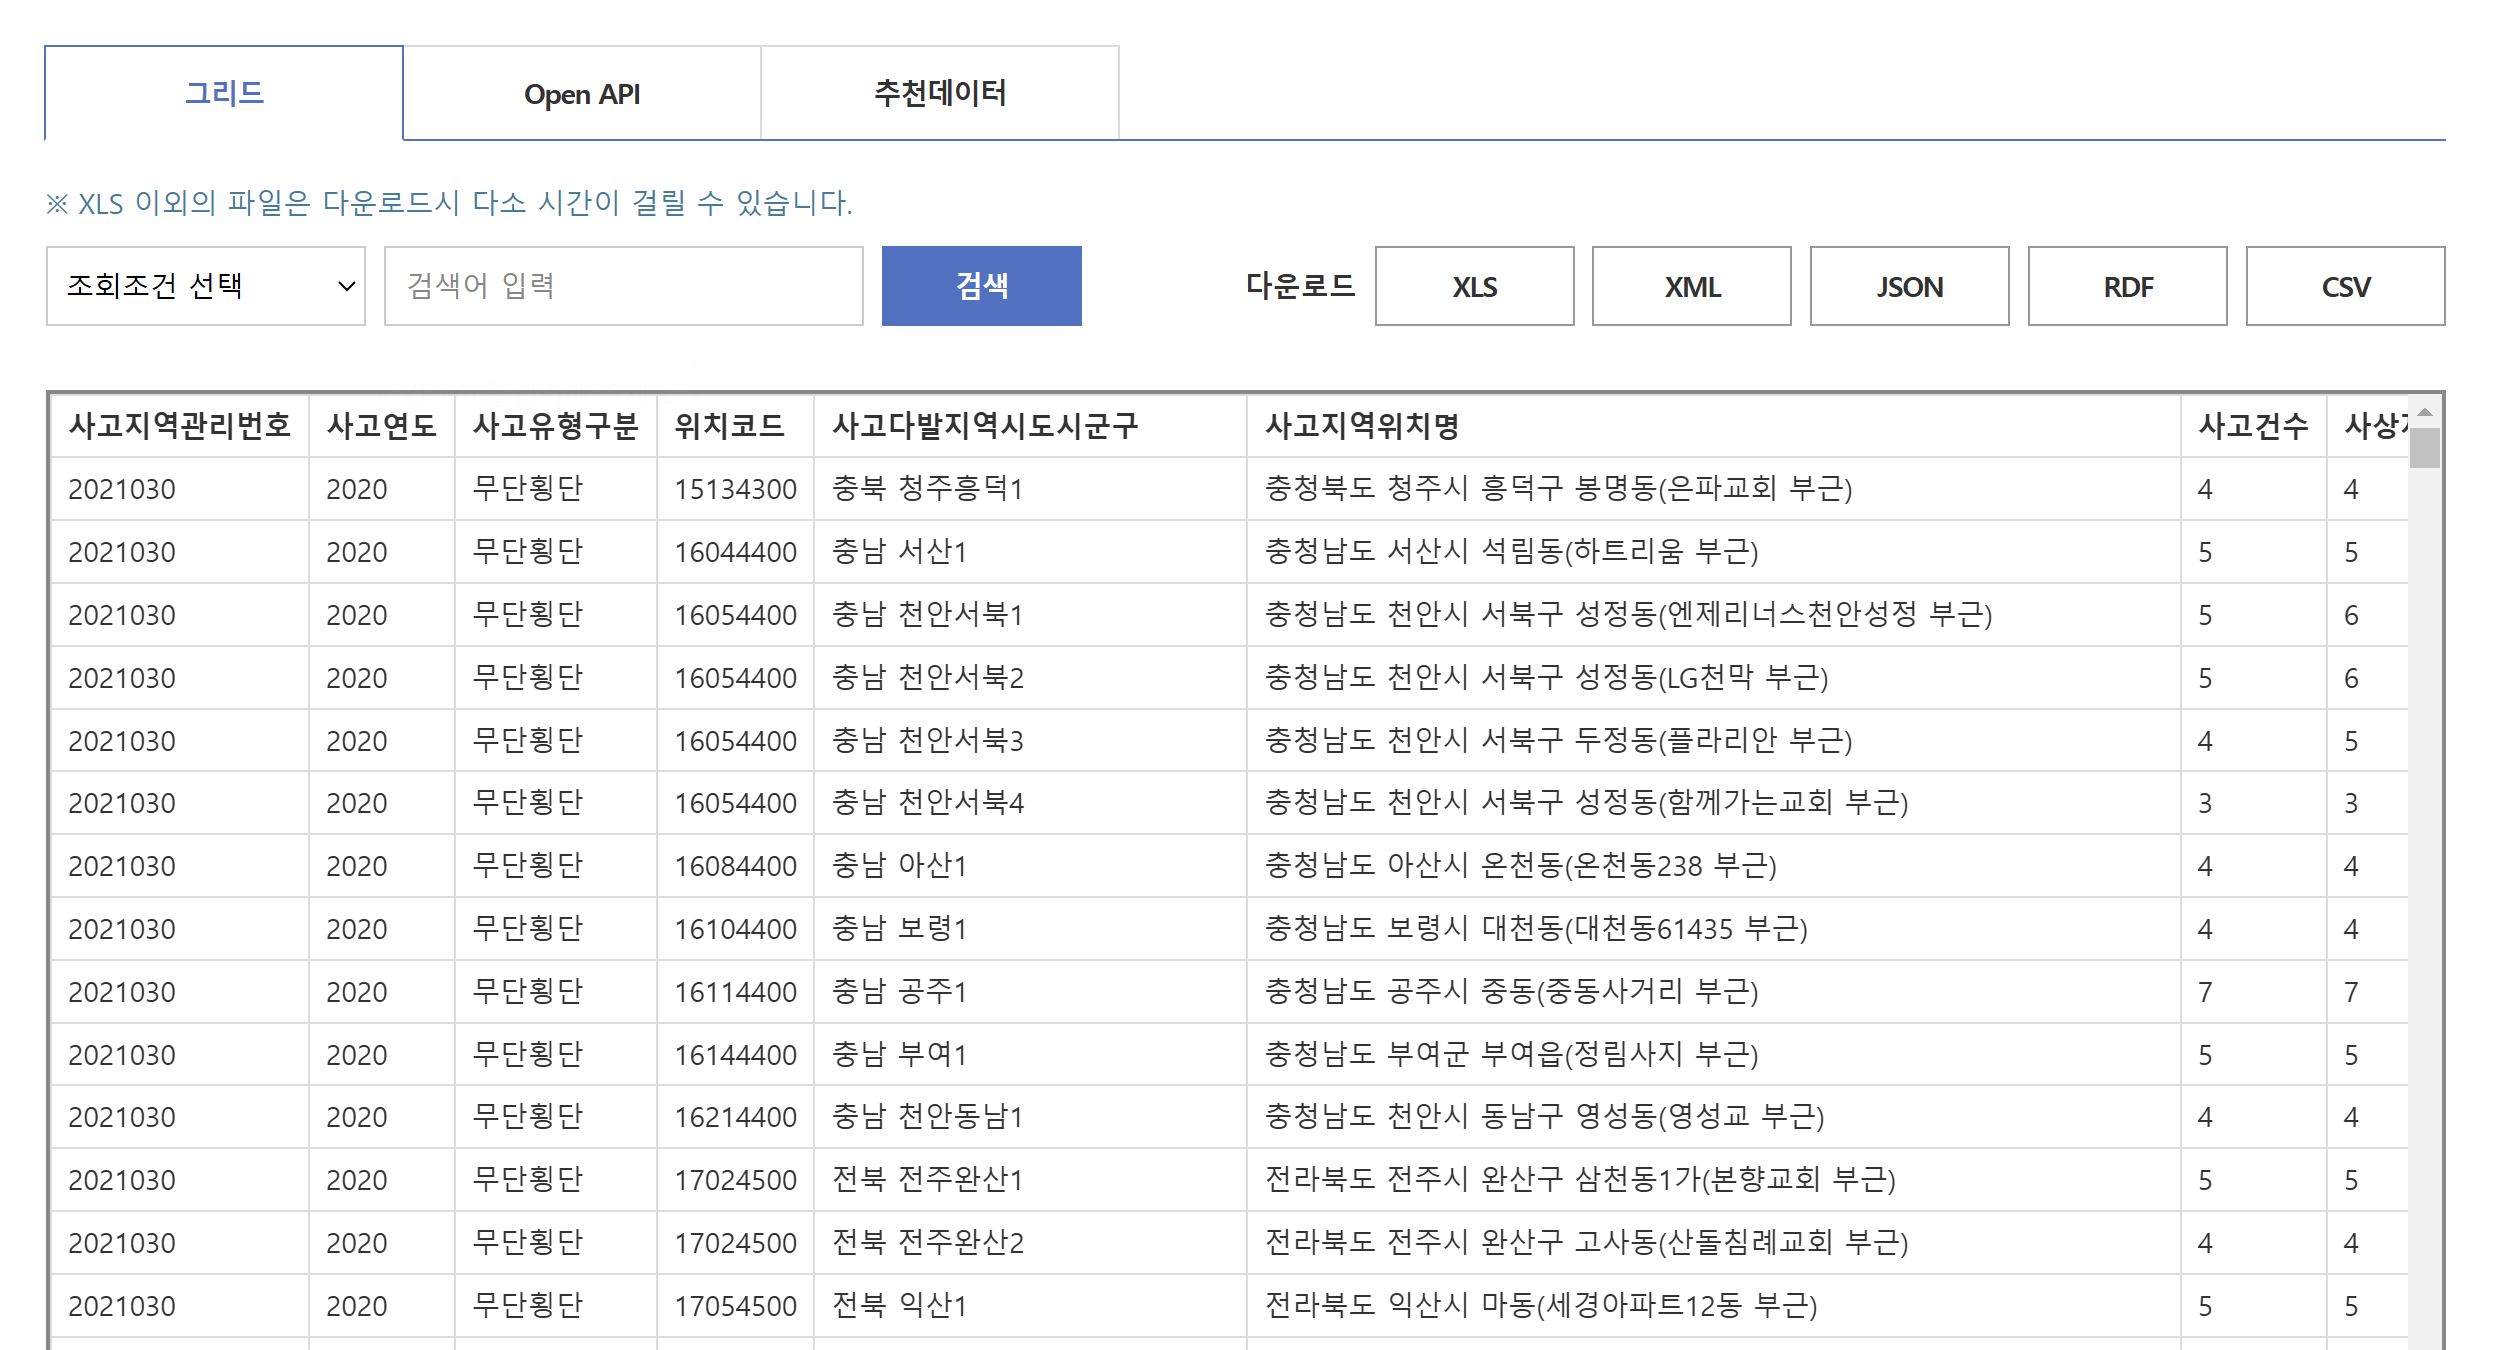 그리드 Open API 추천데이터
※ XLS 이외의 파일은 다운로드시 다소 시간이 걸릴 수 있습니다.
조회조건 선택 검색어 입력 검색 다운로드 XLS XML JSON RDF CSV
사고지역관리번호 사고연도 사고유형구분 위치코드 사고다발지역시도시군구 사고지역위치명 사고건수 사상
2021030 2020 무단횡단 15134300 충북 청주흥덕1 충청북도 청주시 흥덕구 봉명동(은파교회 부근) 4 4
2021030 2020 무단횡단 16044400 충남 서산1 충청남도 서산시 석림동(하트리움 부근) 5 5
2021030 2020 무단횡단 16054400 충남 천안서북1 충청남도 천안시 서북구 성정동(엔제리너스천안성정 부근) 5 6
2021030 2020 무단횡단 16054400 충남 천안서북2 충청남도 천안시 서북구 성정동(LG천막 부근) 5 6
2021030 2020 무단횡단 16054400 충남 천안서북3 충청남도 천안시 서북구 두정동(플라리안 부근) 4 5
2021030 2020 무단횡단 16054400 충남 천안서북4 충청남도 천안시 서북구 성정동(함께가는교회 부근) 3 3
2021030 2020 무단횡단 16084400 충남 아산1 충청남도 아산시 온천동(온천동238 부근) 4 4
2021030 2020 무단횡단 16104400 충남 보령1 충청남도 보령시 대천동(대천동61435 부근) 4 4
2021030 2020 무단횡단 16114400 충남 공주1 충청남도 공주시 중동(중동사거리 부근) 7 7
2021030 2020 무단횡단 16144400 충남 부여1 충청남도 부여군 부여읍(정림사지 부근) 5 5
2021030 2020 무단횡단 16214400 충남 천안동남1 충청남도 천안시 동남구 영성동(영성교 부근) 4 4
2021030 2020 무단횡단 17024500 전북 전주완산1 전라북도 전주시 완산구 삼천동1가(본향교회 부근) 5 5
2021030 2020 무단횡단 17024500 전북 전주완산2 전라북도 전주시 완산구 고사동(산돌침례교회 부근) 4 4
2021030 2020 무단횡단 17054500 전북 익산1 전라북도 익산시 마동(세경아파트12동 부근) 5 5